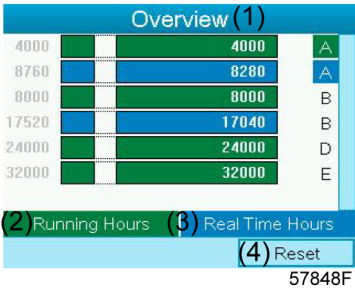 Overview (1)
4000 4000 A
8760 8280 A
8000 8000 B
17520 17040 B
24000 24000 D
32000 32000 E
(2) Running Hours (3) Real Time Hours
(4) Reset
57848F